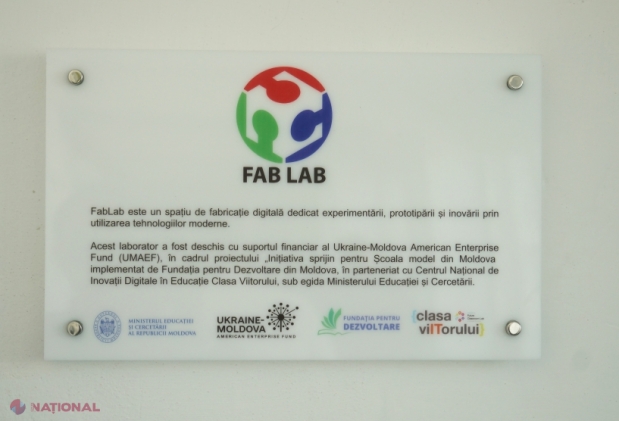 FAB LAB
FabLab este un spațiu de fabricație digitală dedicat experimentării, prototipării și inovării prin
utilizarea tehnologiilor moderne.
Acest laborator a fost deschis cu suportul financiar al Ukraine-Moldova American Enterprise
Fund (UMAEF), în cadrul proiectului „Inițiativa sprijin pentru Școala model din Moldova
implementat de Fundația pentru Dezvoltare din Moldova, în parteneriat cu Centrul Național de
Inovații Digitale în Educație Clasa Viitorului, sub egida Ministerului Educației și Cercetării.
MINISTERUL EDUCAȚIEI
ȘI CERCETĂRII
AL REPUBLICII MOLDOVA
UKRAINE-
MOLDOVA
AMERICAN ENTERPRISE FUND
FUNDAȚIA PENTRU
DEZVOLTARE
clasa
viITorului
NAȚIONAL